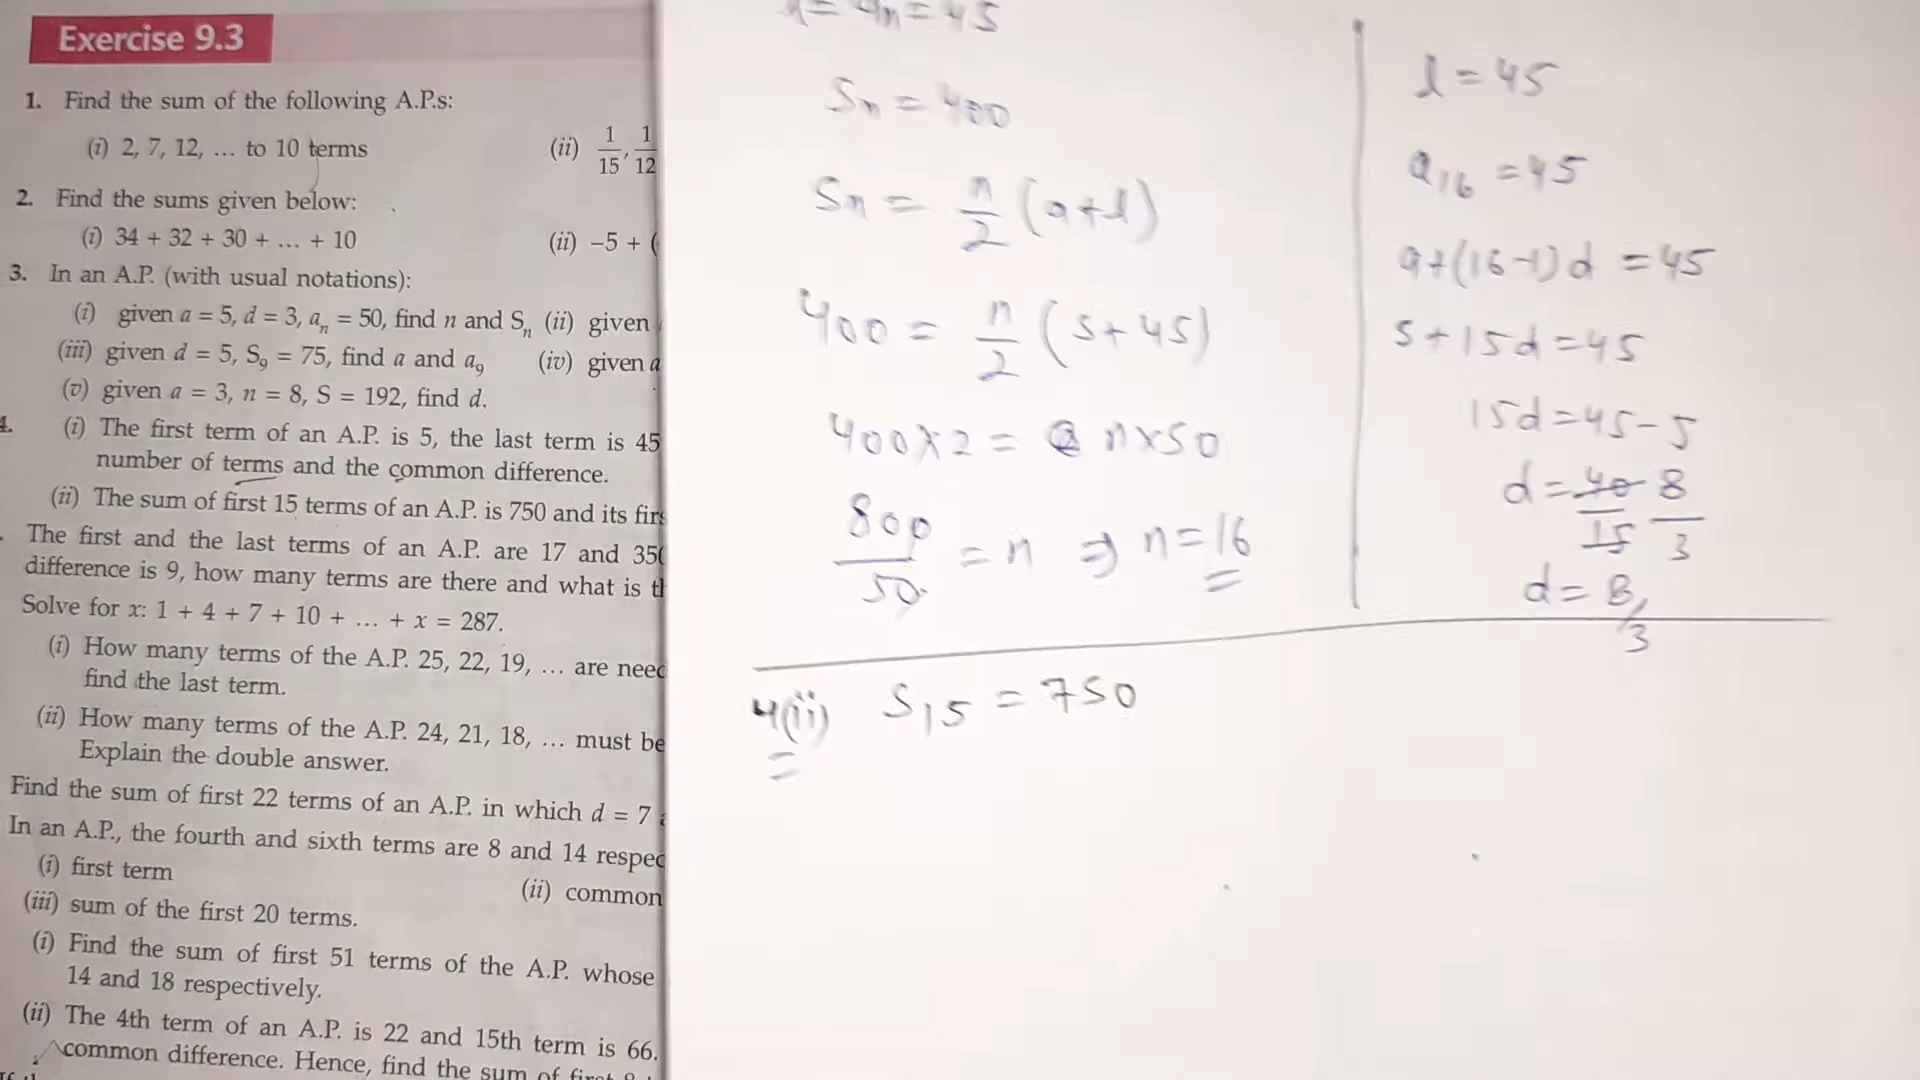 Exercise 9.3
1. Find the sum of the following A.P.s:
(i) 2, 7, 12, ... to 10 terms (ii) 1/15, 1/12
2. Find the sums given below:
(i) 34 + 32 + 30 + ... + 10 (ii) –5 + (
3. In an A.P. (with usual notations):
(i) given a = 5, d = 3, aₙ = 50, find n and Sₙ (ii) given
(iii) given d = 5, S₉ = 75, find a and a₉ (iv) given a
(v) given a = 3, n = 8, S = 192, find d.
4. (i) The first term of an A.P. is 5, the last term is 45
number of terms and the common difference.
(ii) The sum of first 15 terms of an A.P. is 750 and its
The first and the last terms of an A.P. are 17 and
difference is 9, how many terms are there and what is
Solve for x: 1 + 4 + 7 + 10 + ... + x = 287.
(i) How many terms of the A.P. 25, 22, 19, ... are
find the last term.
(ii) How many terms of the A.P. 24, 21, 18, ... must be
Explain the double answer.
Find the sum of first 22 terms of an A.P. in which d = 7
In an A.P., the fourth and sixth terms are 8 and 14
(i) first term (ii) common
(iii) sum of the first 20 terms.
(i) Find the sum of first 51 terms of the A.P. whose
14 and 18 respectively.
(ii) The 4th term of an A.P. is 22 and 15th term is 66.
common difference. Hence, find the sum of first
= 45
Sₙ = 400
Sₙ = n/2 (a+l)
400 = n/2 (5+45)
400×2 = n×50
800/50 = n ⇒ n=16
l = 45
a₁₆ = 45
a+(16-1)d = 45
5+15d=45
15d=45-5
d=40/15 8/3
d=8/3
4(ii) S₁₅ = 750